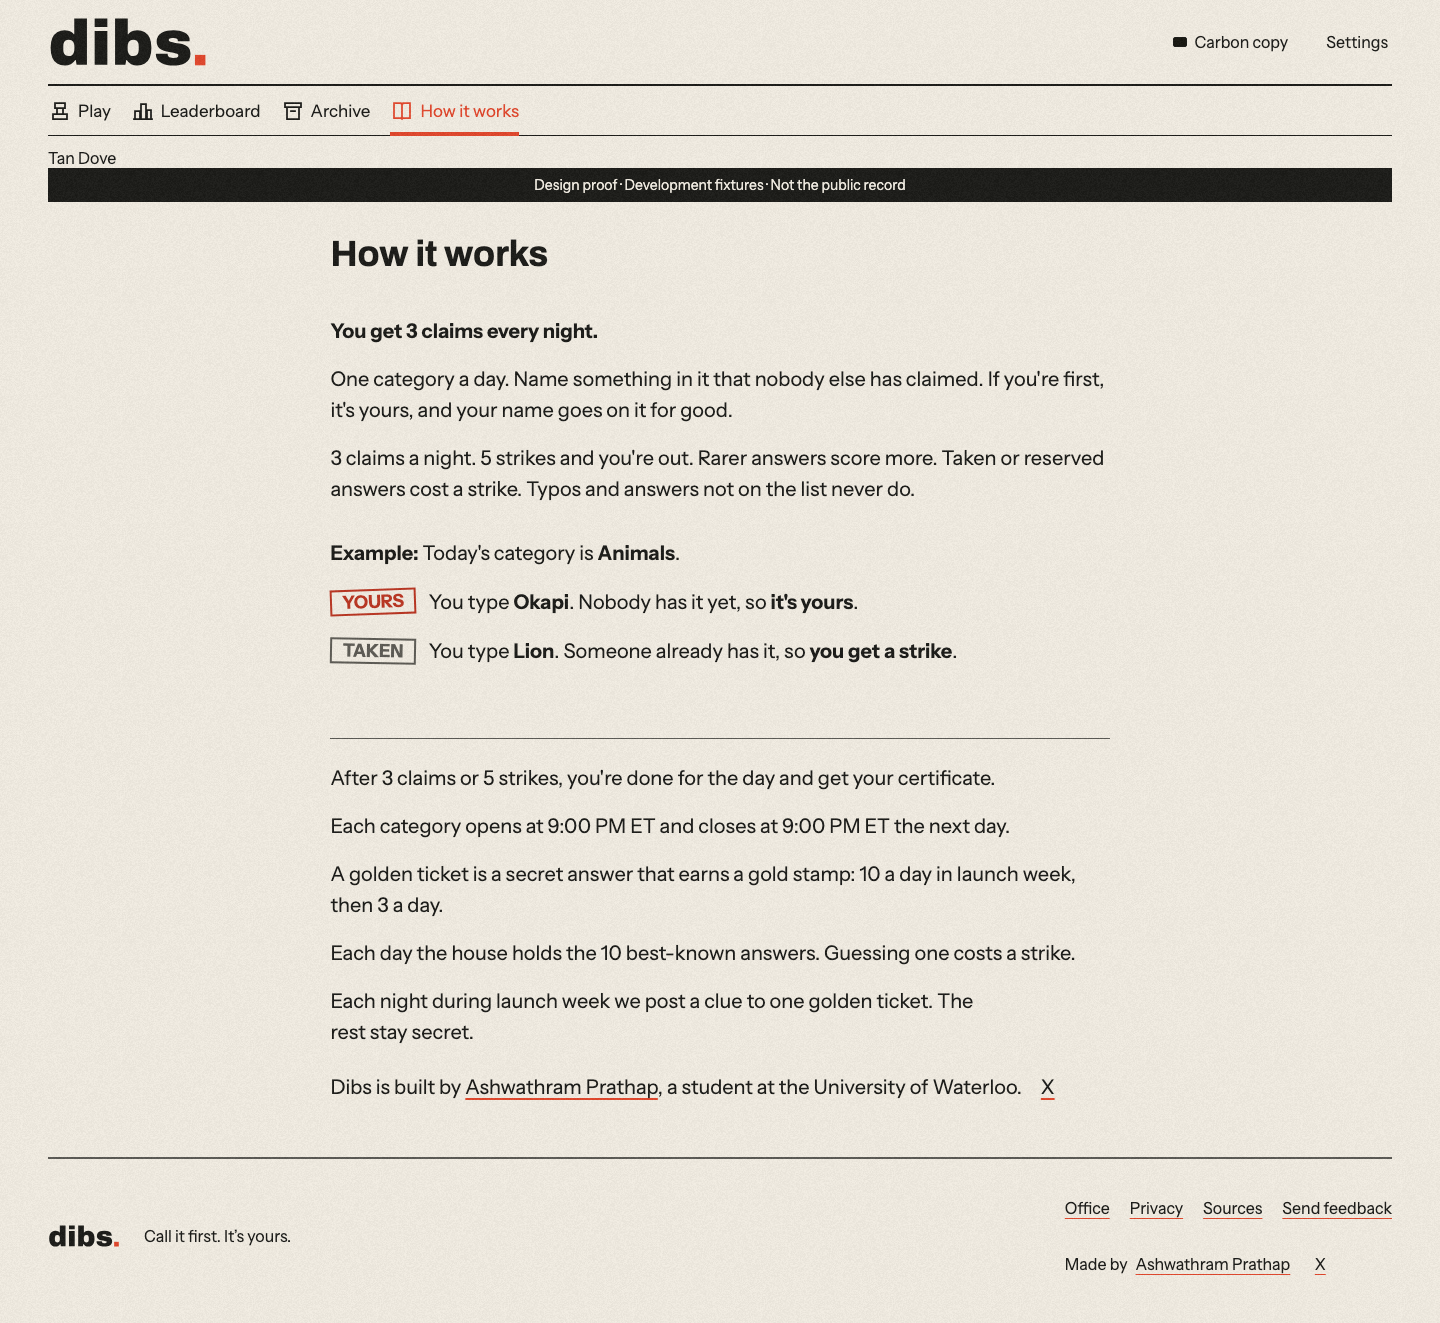 dibs.
Carbon copy Settings
Play Leaderboard Archive How it works
Tan Dove
Design proof · Development fixtures · Not the public record
How it works
You get 3 claims every night.
One category a day. Name something in it that nobody else has claimed. If you're first,
it's yours, and your name goes on it for good.
3 claims a night. 5 strikes and you're out. Rarer answers score more. Taken or reserved
answers cost a strike. Typos and answers not on the list never do.
Example: Today's category is Animals.
YOURS You type Okapi. Nobody has it yet, so it's yours.
TAKEN You type Lion. Someone already has it, so you get a strike.
After 3 claims or 5 strikes, you're done for the day and get your certificate.
Each category opens at 9:00 PM ET and closes at 9:00 PM ET the next day.
A golden ticket is a secret answer that earns a gold stamp: 10 a day in launch week,
then 3 a day.
Each day the house holds the 10 best-known answers. Guessing one costs a strike.
Each night during launch week we post a clue to one golden ticket. The
rest stay secret.
Dibs is built by Ashwathram Prathap, a student at the University of Waterloo. X
Office Privacy Sources Send feedback
dibs. Call it first. It's yours.
Made by Ashwathram Prathap X